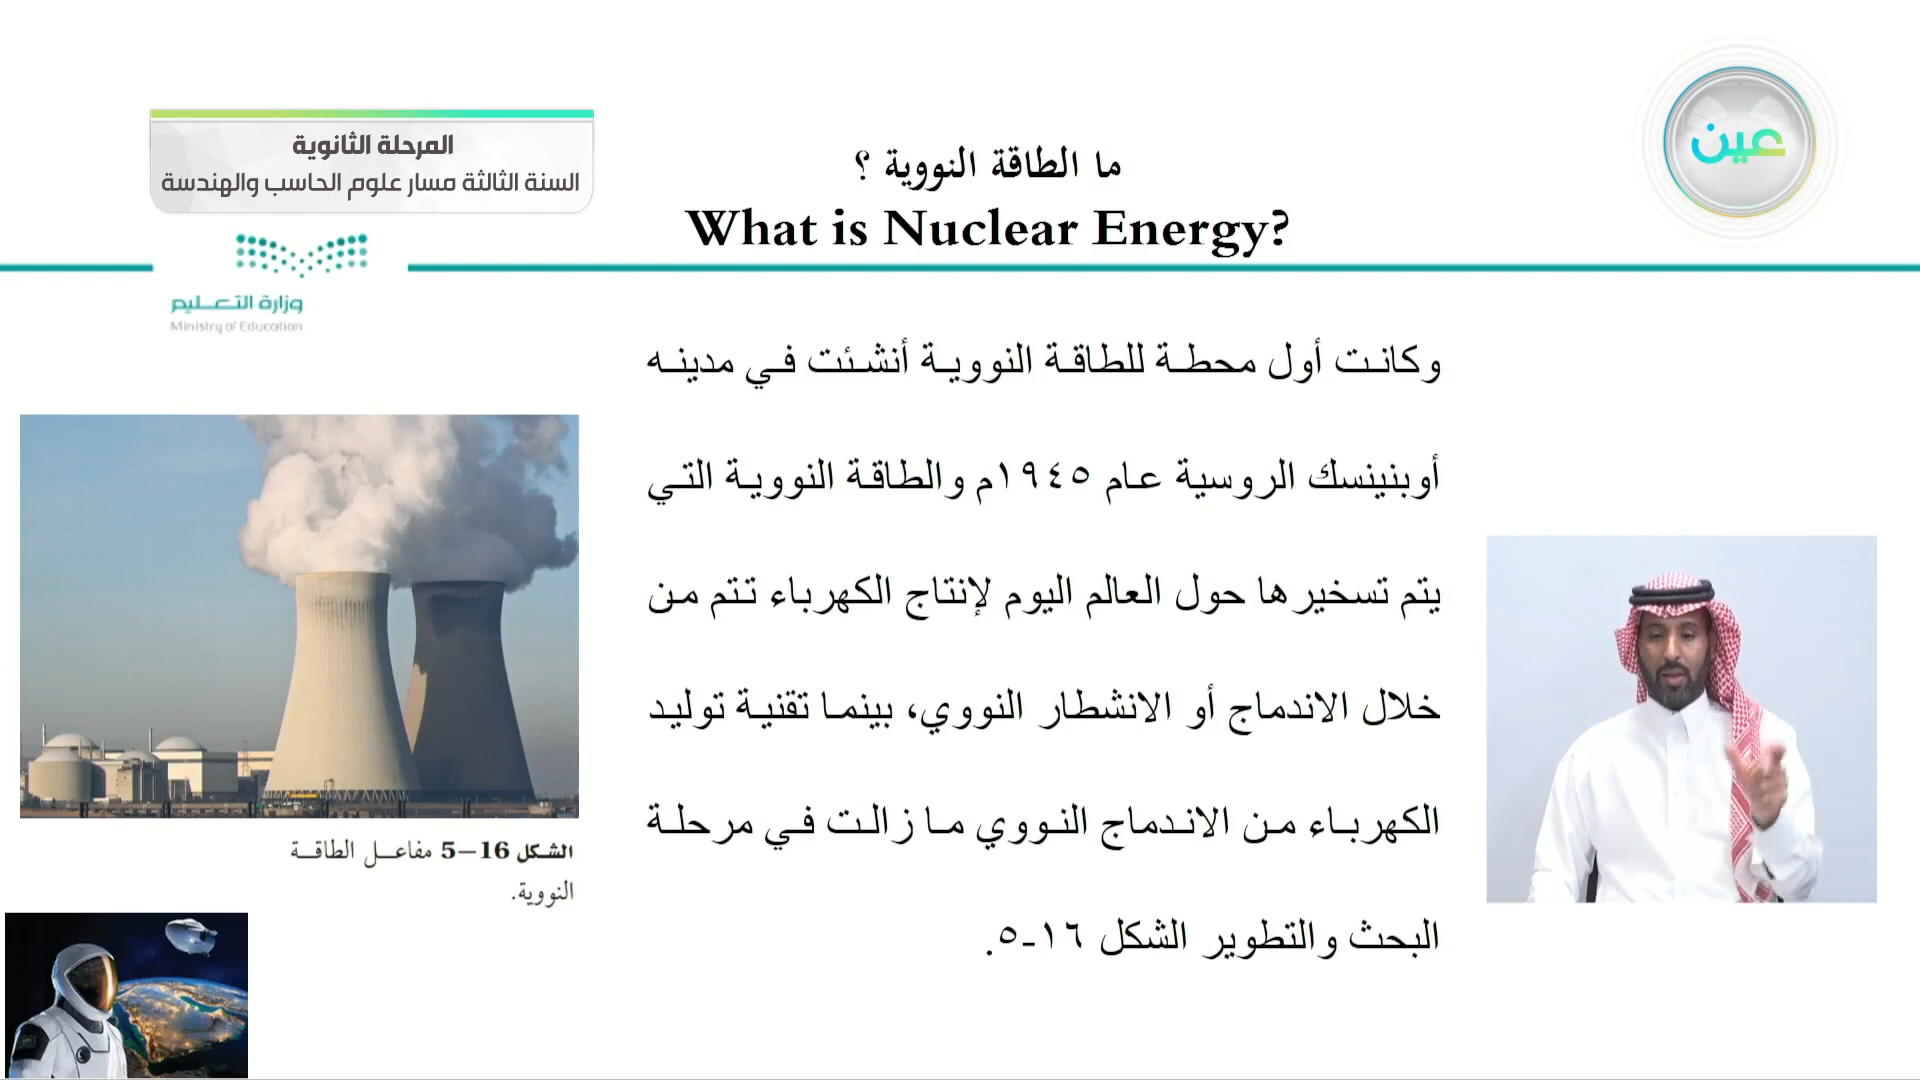 المرحلة الثانوية
السنة الثالثة مسار علوم الحاسب والهندسة
عين
ما الطاقة النووية ؟
What is Nuclear Energy?
وزارة التعليم
Ministry of Education
وكانت أول محطة للطاقة النووية أنشئت في مدينه
أوبنينسك الروسية عام ١٩٤٥م والطاقة النووية التي
يتم تسخيرها حول العالم اليوم لإنتاج الكهرباء تتم من
خلال الاندماج أو الانشطار النووي، بينما تقنية توليد
الكهرباء من الاندماج النووي ما زالت في مرحلة
البحث والتطوير الشكل ١٦-٥.
الشكل 16–5 مفاعل الطاقة
النووية.